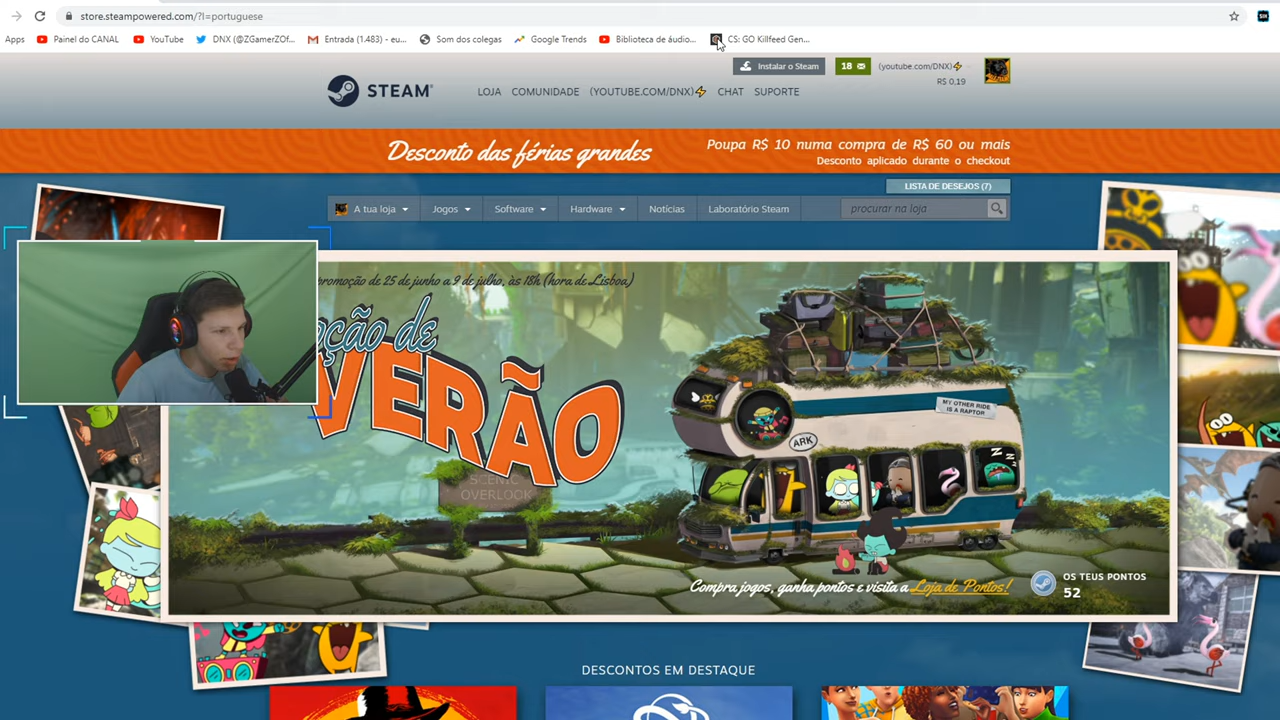 store.steampowered.com/?l=portuguese
Apps Painel do CANAL YouTube DNX (@ZGamerZOf... Entrada (1.483) - eu... Som dos colegas Google Trends Biblioteca de áudio... CS: GO Killfeed Gen...
Instalar o Steam 18 (youtube.com/DNX)⚡
R$ 0,19
STEAM® LOJA COMUNIDADE (YOUTUBE.COM/DNX)⚡ CHAT SUPORTE
Desconto das férias grandes
Poupa R$ 10 numa compra de R$ 60 ou mais
Desconto aplicado durante o checkout
LISTA DE DESEJOS (7)
A tua loja Jogos Software Hardware Notícias Laboratório Steam procurar na loja
promoção de 25 de junho a 9 de julho, às 18h (hora de Lisboa)
oção de
VERÃO
SCENIC
OVERLOOK
MY OTHER RIDE
IS A RAPTOR
ARK
Z Z Z
Compra jogos, ganha pontos e visita a Loja de Pontos!
OS TEUS PONTOS
52
DESCONTOS EM DESTAQUE